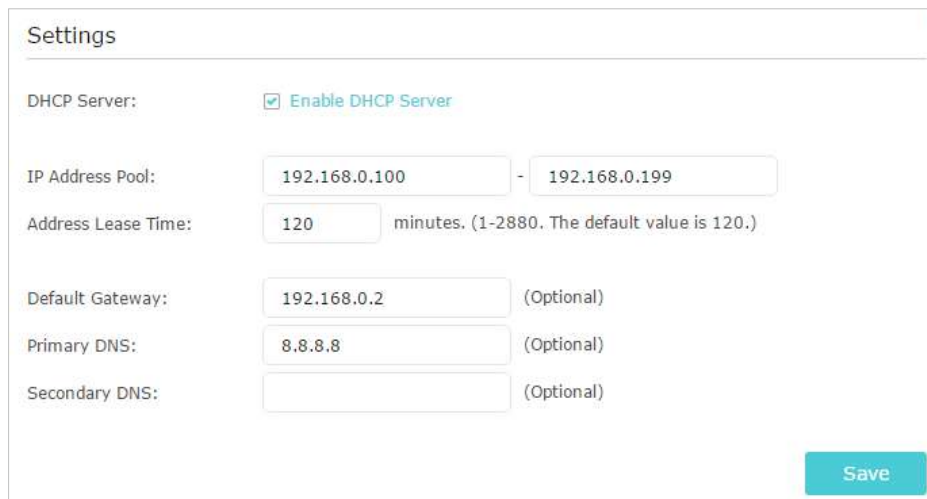 Settings
DHCP Server: Enable DHCP Server
IP Address Pool: 192.168.0.100 - 192.168.0.199
Address Lease Time: 120 minutes. (1-2880. The default value is 120.)
Default Gateway: 192.168.0.2 (Optional)
Primary DNS: 8.8.8.8 (Optional)
Secondary DNS: (Optional)
Save